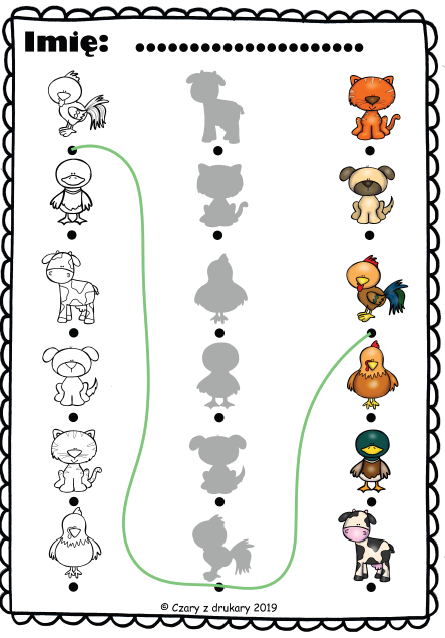 Imię: .....................
© Czary z drukary 2019